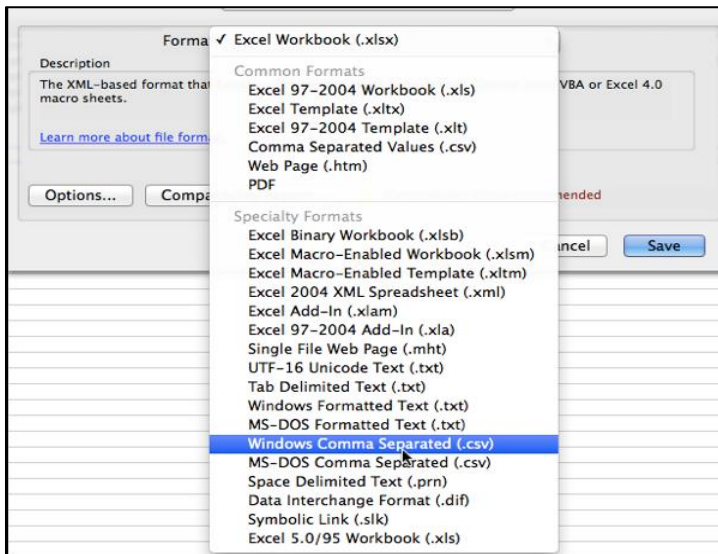 Forma ✓ Excel Workbook (.xlsx)
Description
The XML-based format that
VBA or Excel 4.0
macro sheets.
Learn more about file form
Options...
Compa
mended
ancel
Save
Common Formats
Excel 97-2004 Workbook (.xls)
Excel Template (.xltx)
Excel 97-2004 Template (.xlt)
Comma Separated Values (.csv)
Web Page (.htm)
PDF
Specialty Formats
Excel Binary Workbook (.xlsb)
Excel Macro-Enabled Workbook (.xlsm)
Excel Macro-Enabled Template (.xltm)
Excel 2004 XML Spreadsheet (.xml)
Excel Add-In (.xlam)
Excel 97-2004 Add-In (.xla)
Single File Web Page (.mht)
UTF-16 Unicode Text (.txt)
Tab Delimited Text (.txt)
Windows Formatted Text (.txt)
MS-DOS Formatted Text (.txt)
Windows Comma Separated (.csv)
MS-DOS Comma Separated (.csv)
Space Delimited Text (.prn)
Data Interchange Format (.dif)
Symbolic Link (.slk)
Excel 5.0/95 Workbook (.xls)